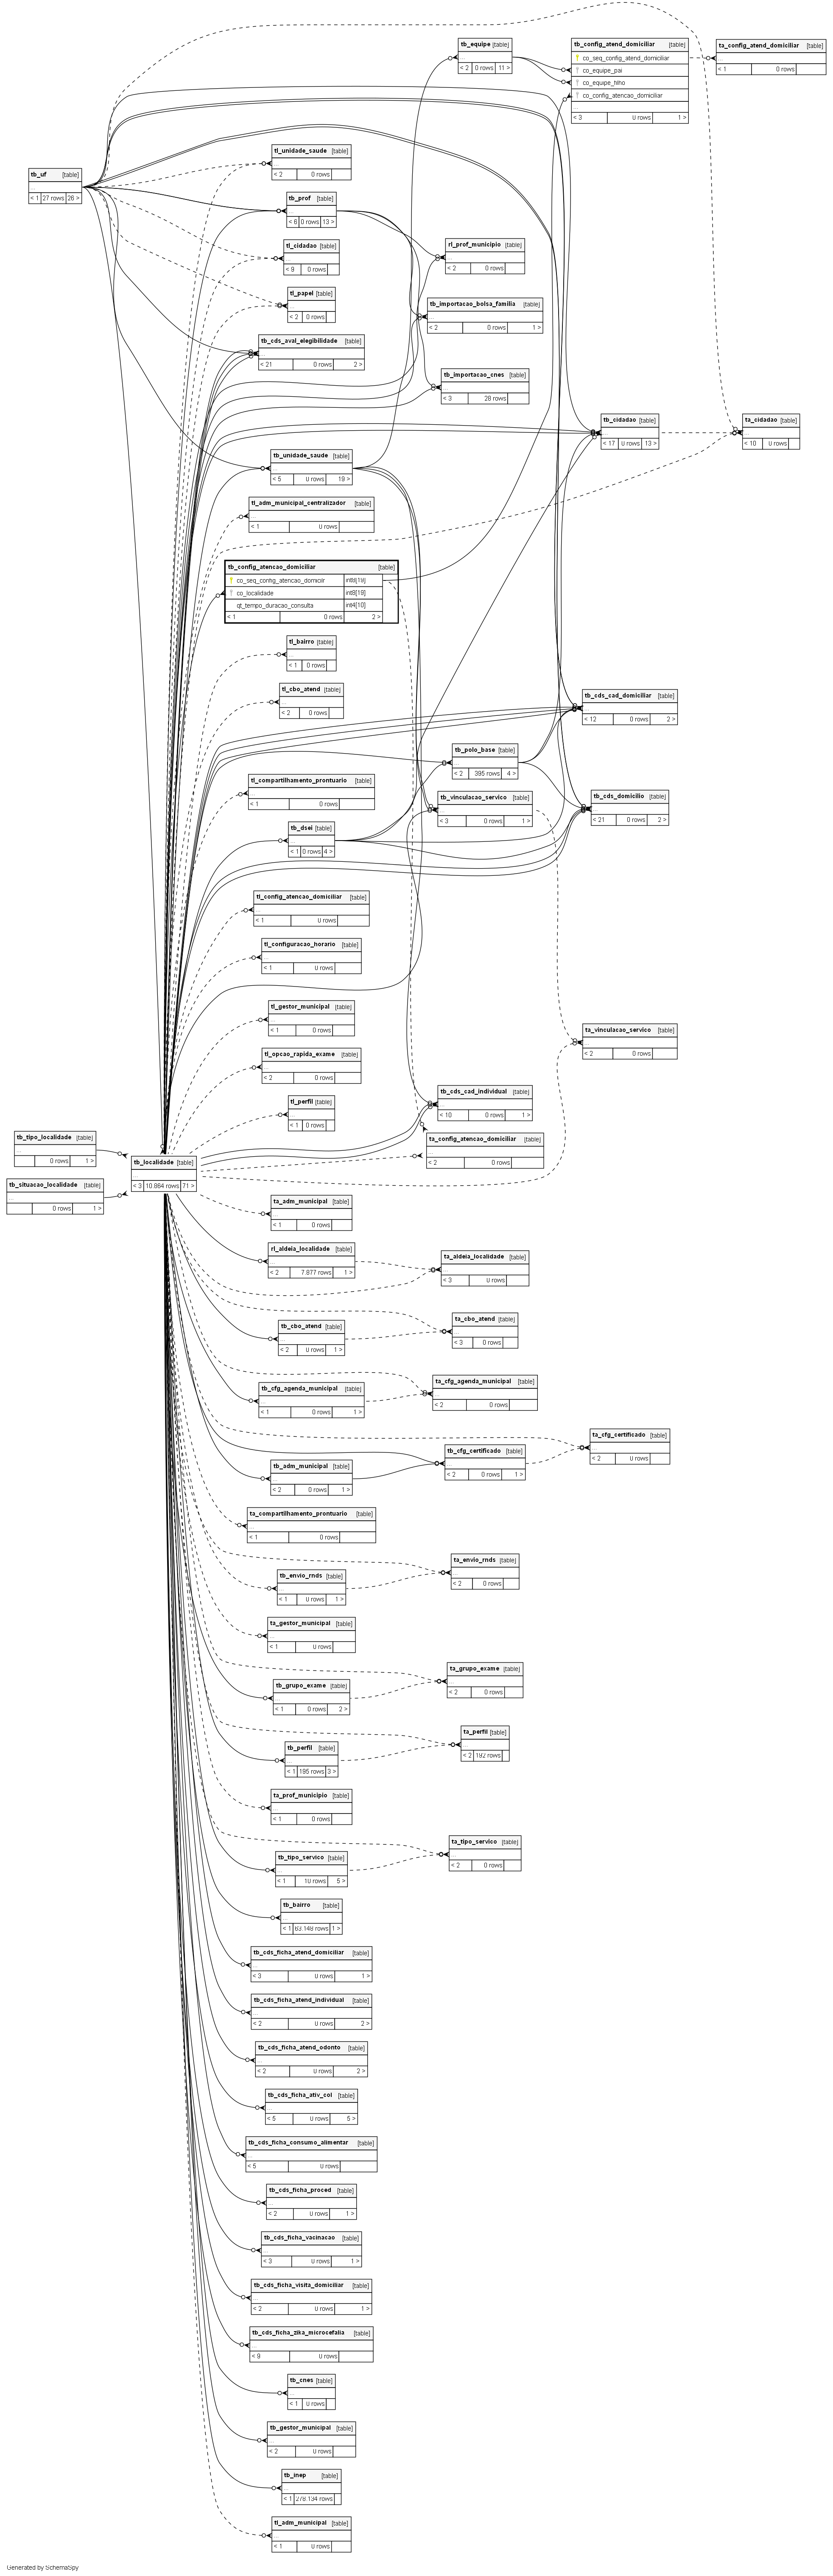 tb_equipe [table]
...
< 2 0 rows 11 >
tb_config_atend_domiciliar [table]
co_seq_config_atend_domiciliar
co_equipe_pai
co_equipe_filho
co_config_atencao_domiciliar
...
< 3 0 rows 1 >
ta_config_atend_domiciliar [table]
...
< 1 0 rows
tb_uf [table]
...
< 1 27 rows 26 >
tl_unidade_saude [table]
...
< 2 0 rows
tb_prof [table]
...
< 6 0 rows 13 >
tl_cidadao [table]
...
< 9 0 rows
rl_prof_municipio [table]
...
< 2 0 rows
tl_papel [table]
...
< 2 0 rows
tb_importacao_bolsa_familia [table]
...
< 2 0 rows 1 >
tb_cds_aval_elegibilidade [table]
...
< 21 0 rows 2 >
tb_importacao_cnes [table]
...
< 3 28 rows
tb_cidadao [table]
...
< 17 0 rows 13 >
ta_cidadao [table]
...
< 10 0 rows
tb_unidade_saude [table]
...
< 5 0 rows 19 >
tl_adm_municipal_centralizador [table]
...
< 1 0 rows
tb_config_atencao_domiciliar [table]
co_seq_config_atencao_domicilr int8[19]
co_localidade int8[19]
qt_tempo_duracao_consulta int4[10]
< 1 0 rows 2 >
tl_bairro [table]
...
< 1 0 rows
tl_cbo_atend [table]
...
< 2 0 rows
tb_cds_cad_domiciliar [table]
...
< 12 0 rows 2 >
tb_polo_base [table]
...
< 2 395 rows 4 >
tl_compartilhamento_prontuario [table]
...
< 1 0 rows
tb_vinculacao_servico [table]
...
< 3 0 rows 1 >
tb_cds_domicilio [table]
...
< 21 0 rows 2 >
tb_dsei [table]
...
< 1 0 rows 4 >
tl_config_atencao_domiciliar [table]
...
< 1 0 rows
tl_configuracao_horario [table]
...
< 1 0 rows
tl_gestor_municipal [table]
...
< 1 0 rows
ta_vinculacao_servico [table]
...
< 2 0 rows
tl_opcao_rapida_exame [table]
...
< 2 0 rows
tl_perfil [table]
...
< 1 0 rows
tb_cds_cad_individual [table]
...
< 10 0 rows 1 >
tb_tipo_localidade [table]
...
0 rows 1 >
ta_config_atencao_domiciliar [table]
...
< 2 0 rows
tb_localidade [table]
...
< 3 10.864 rows 71 >
tb_situacao_localidade [table]
...
0 rows 1 >
ta_adm_municipal [table]
...
< 1 0 rows
rl_aldeia_localidade [table]
...
< 2 7.877 rows 1 >
ta_aldeia_localidade [table]
...
< 3 0 rows
tb_cbo_atend [table]
...
< 2 0 rows 1 >
ta_cbo_atend [table]
...
< 3 0 rows
tb_cfg_agenda_municipal [table]
...
< 1 0 rows 1 >
ta_cfg_agenda_municipal [table]
...
< 2 0 rows
ta_cfg_certificado [table]
...
< 2 0 rows
tb_cfg_certificado [table]
...
< 2 0 rows 1 >
tb_adm_municipal [table]
...
< 2 0 rows 1 >
ta_compartilhamento_prontuario [table]
...
< 1 0 rows
ta_envio_rnds [table]
...
< 2 0 rows
tb_envio_rnds [table]
...
< 1 0 rows 1 >
ta_gestor_municipal [table]
...
< 1 0 rows
ta_grupo_exame [table]
...
< 2 0 rows
tb_grupo_exame [table]
...
< 1 0 rows 2 >
ta_perfil [table]
...
< 2 192 rows
tb_perfil [table]
...
< 1 195 rows 3 >
ta_prof_municipio [table]
...
< 1 0 rows
ta_tipo_servico [table]
...
< 2 0 rows
tb_tipo_servico [table]
...
< 1 10 rows 5 >
tb_bairro [table]
...
< 1 63.148 rows 1 >
tb_cds_ficha_atend_domiciliar [table]
...
< 3 0 rows 1 >
tb_cds_ficha_atend_individual [table]
...
< 2 0 rows 2 >
tb_cds_ficha_atend_odonto [table]
...
< 2 0 rows 2 >
tb_cds_ficha_ativ_col [table]
...
< 5 0 rows 5 >
tb_cds_ficha_consumo_alimentar [table]
...
< 5 0 rows
tb_cds_ficha_proced [table]
...
< 2 0 rows 1 >
tb_cds_ficha_vacinacao [table]
...
< 3 0 rows 1 >
tb_cds_ficha_visita_domiciliar [table]
...
< 2 0 rows 1 >
tb_cds_ficha_zika_microcefalia [table]
...
< 9 0 rows
tb_cnes [table]
...
< 1 0 rows
tb_gestor_municipal [table]
...
< 2 0 rows
tb_inep [table]
...
< 1 278.134 rows
tl_adm_municipal [table]
...
< 1 0 rows
Generated by SchemaSpy